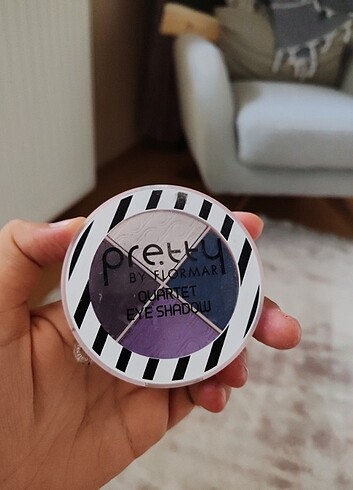 pretty
BY FLORMAR
QUARTET
EYE SHADOW